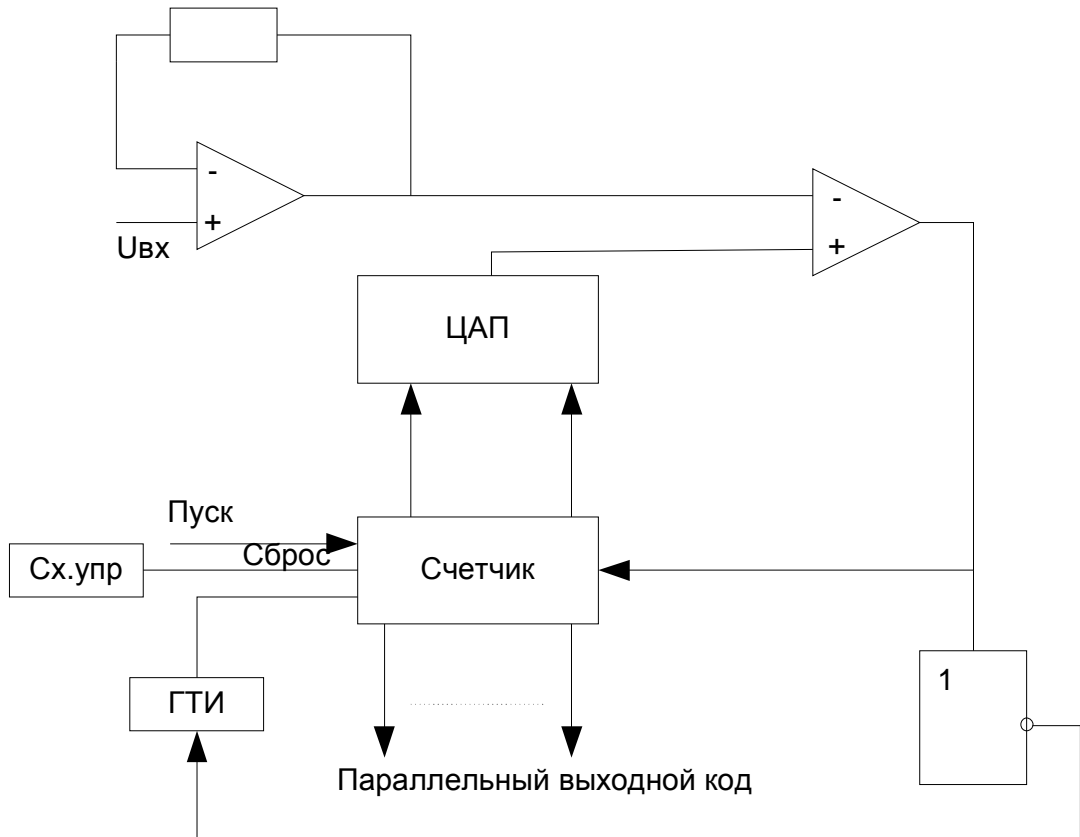 -
+
Uвх
-
+
ЦАП
Пуск
Сброс
Сх.упр
Счетчик
ГТИ
1
Параллельный выходной код